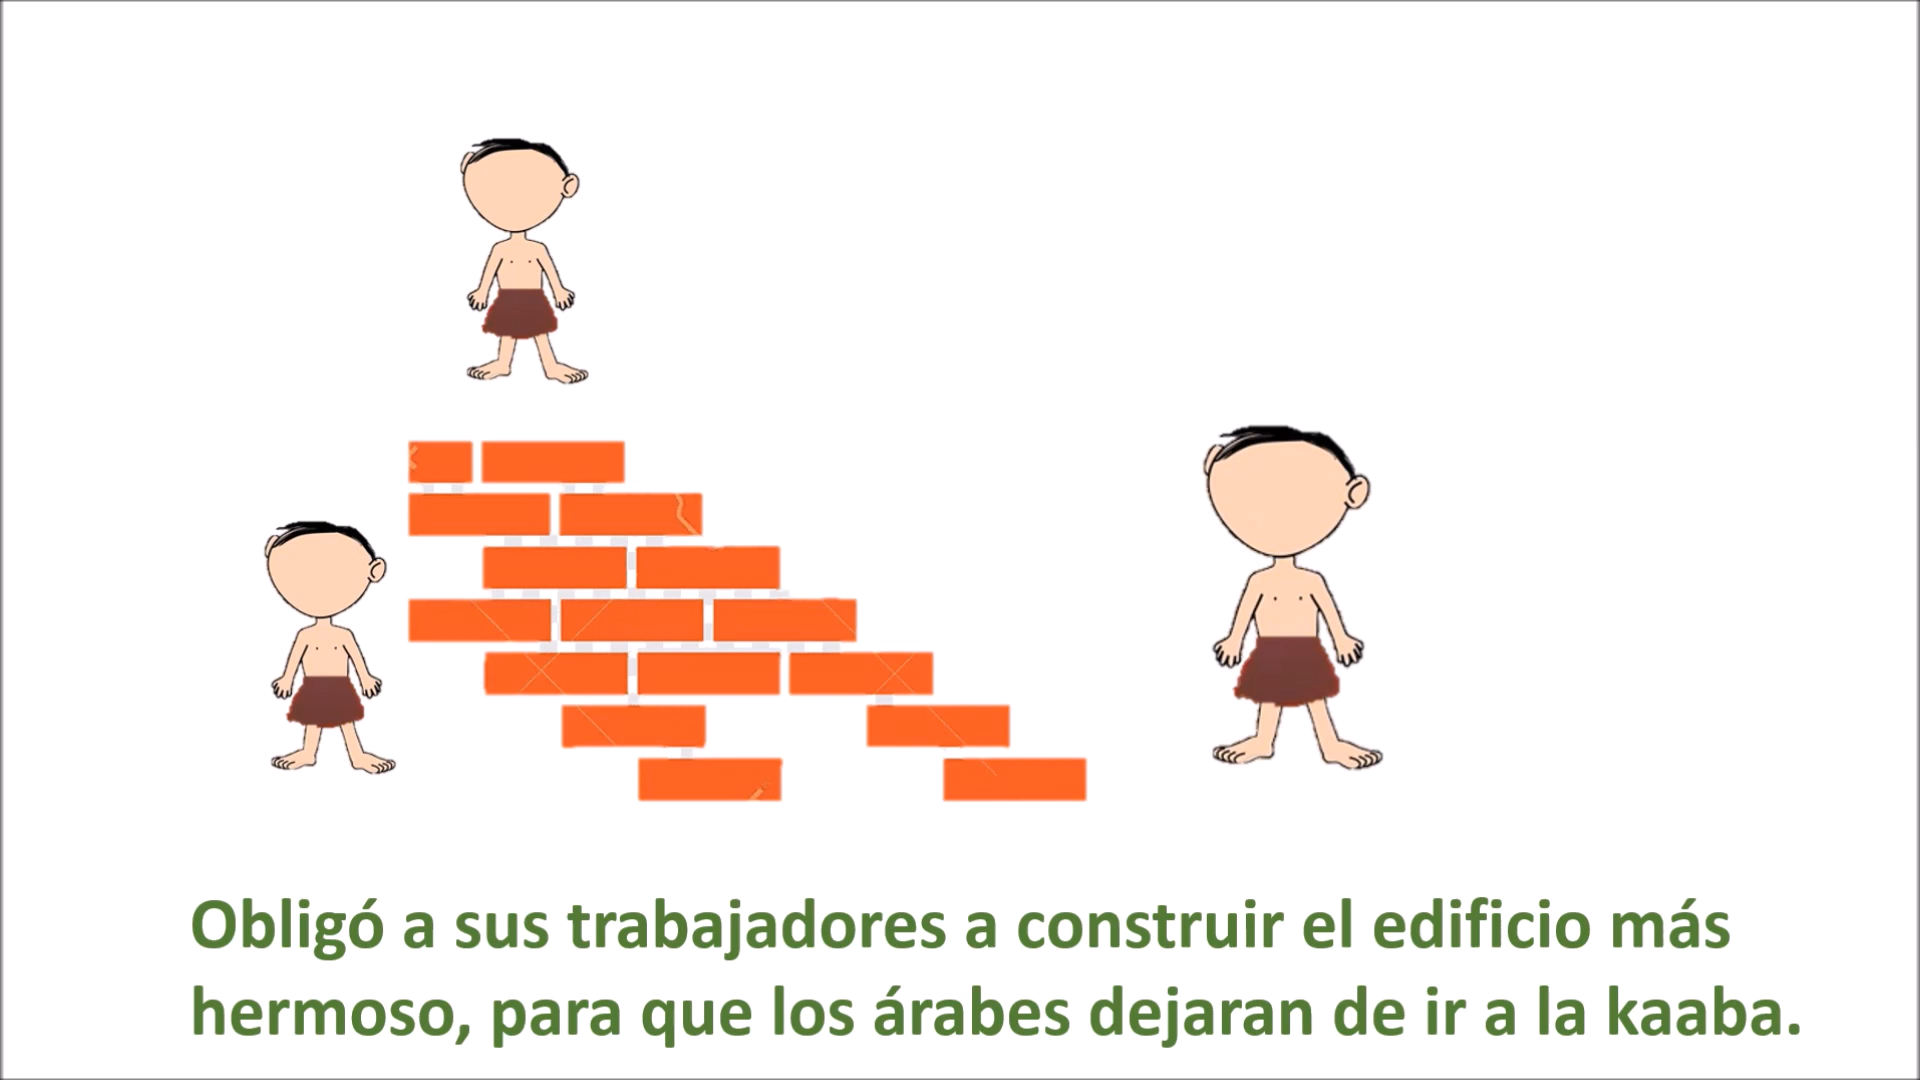 Obligó a sus trabajadores a construir el edificio más
hermoso, para que los árabes dejaran de ir a la kaaba.